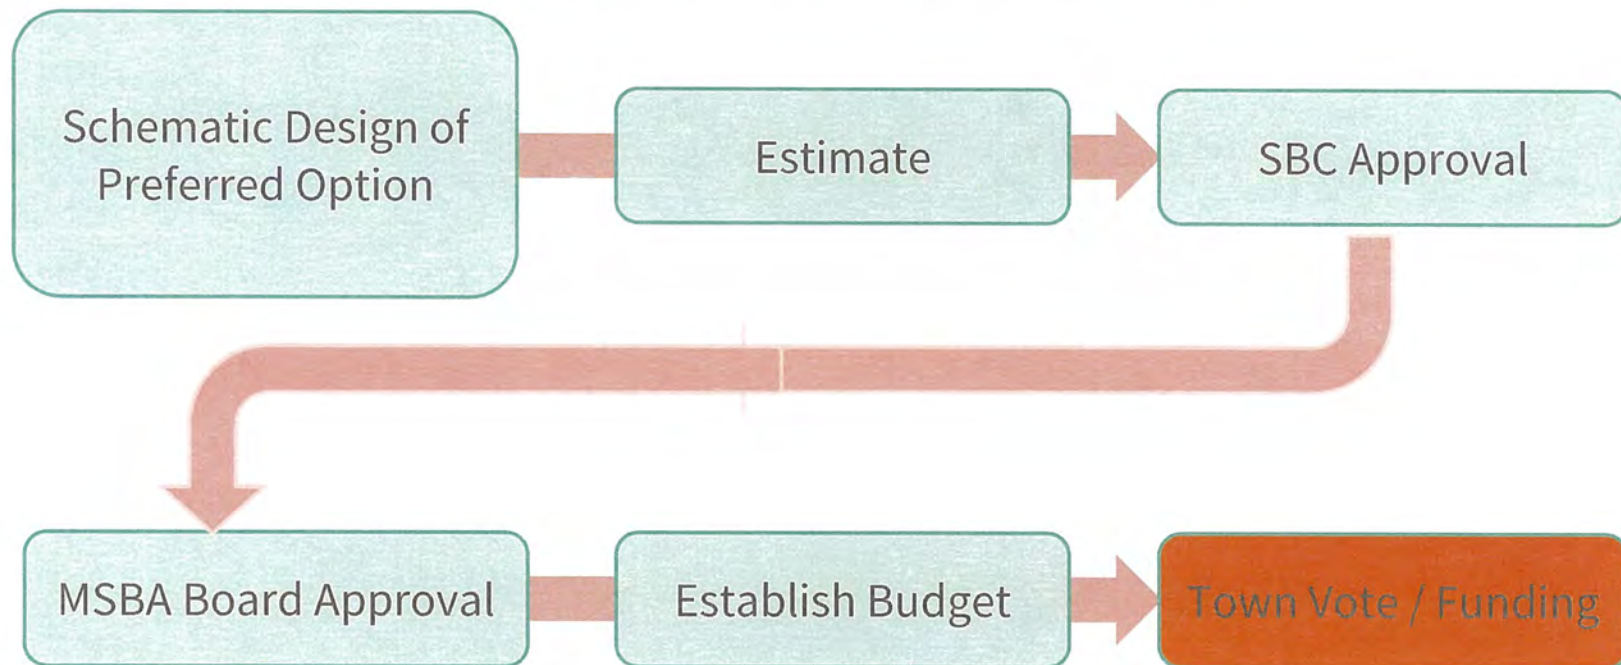 Schematic Design of
Preferred Option
Estimate
SBC Approval
MSBA Board Approval
Establish Budget
Town Vote / Funding